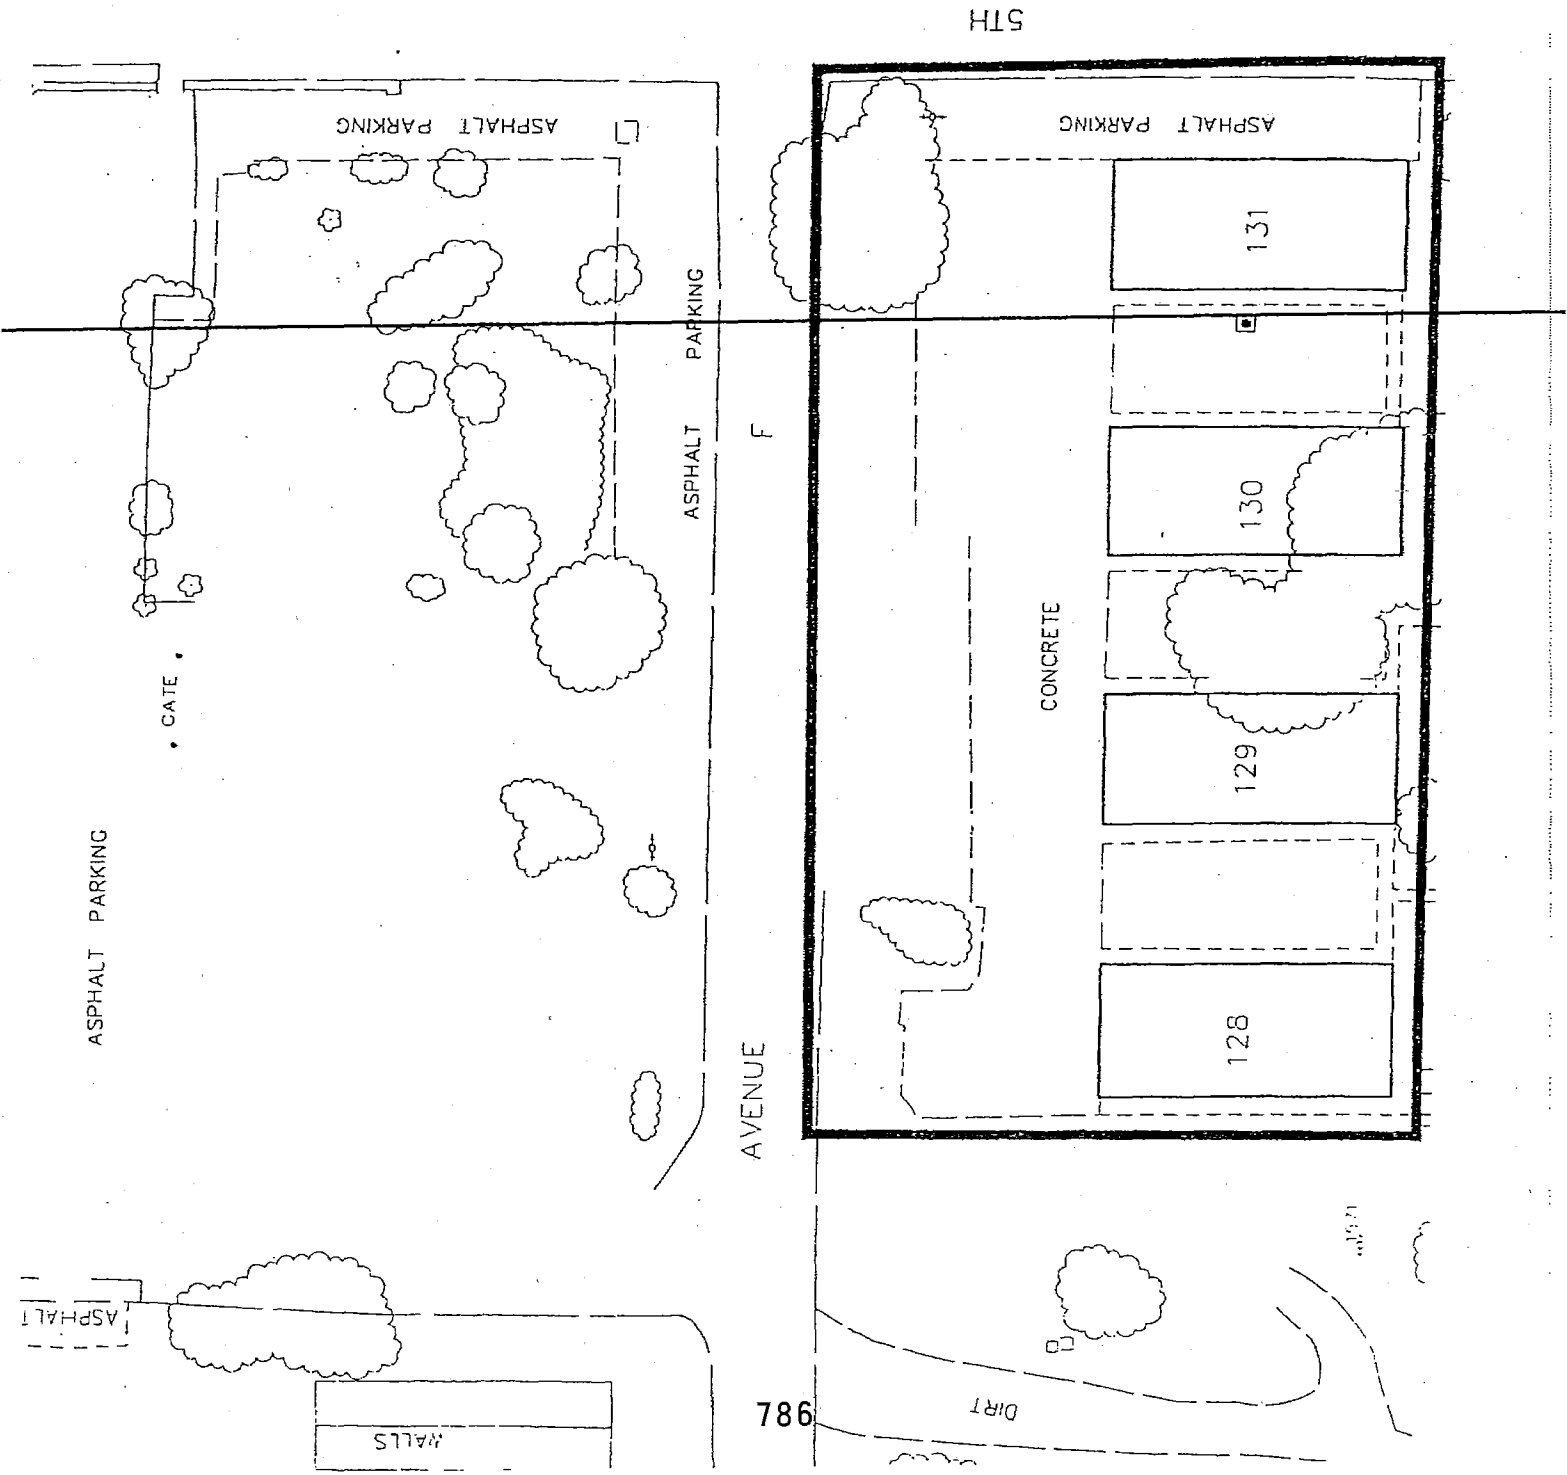 5TH
ASPHALT PARKING
ASPHALT PARKING
131
ASPHALT PARKING
F
130
CONCRETE
GATE
129
ASPHALT PARKING
128
AVENUE
ASPHALT
786
DIRT
WALLS